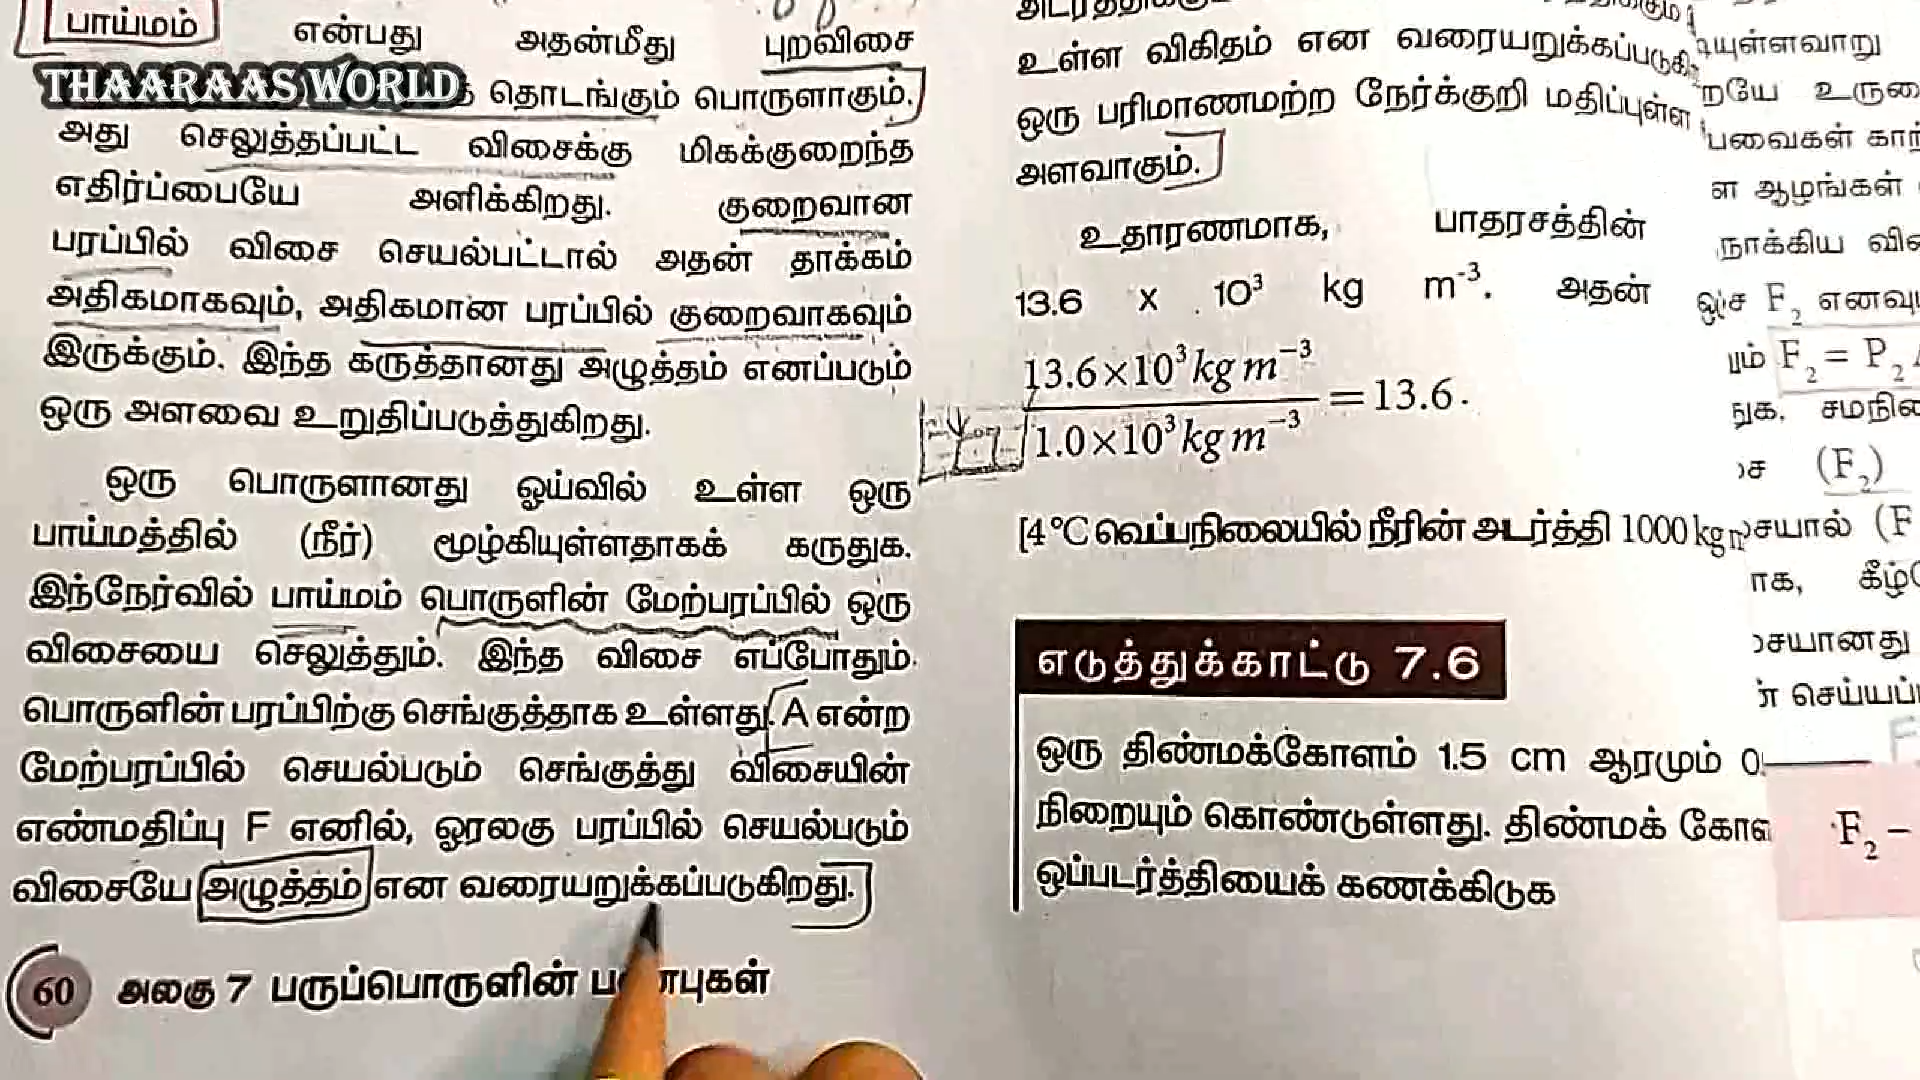 பாய்மம் என்பது அதன்மீது புறவிசை
THAARAAS WORLD
தொடங்கும் பொருளாகும்.
அது செலுத்தப்பட்ட விசைக்கு மிகக்குறைந்த
எதிர்ப்பையே அளிக்கிறது. குறைவான
பரப்பில் விசை செயல்பட்டால் அதன் தாக்கம்
அதிகமாகவும், அதிகமான பரப்பில் குறைவாகவும்
இருக்கும். இந்த கருத்தானது அழுத்தம் எனப்படும்
ஒரு அளவை உறுதிப்படுத்துகிறது.
ஒரு பொருளானது ஓய்வில் உள்ள ஒரு
பாய்மத்தில் (நீர்) மூழ்கியுள்ளதாகக் கருதுக.
இந்நேர்வில் பாய்மம் பொருளின் மேற்பரப்பில் ஒரு
விசையை செலுத்தும். இந்த விசை எப்போதும்
பொருளின் பரப்பிற்கு செங்குத்தாக உள்ளது. A என்ற
மேற்பரப்பில் செயல்படும் செங்குத்து விசையின்
எண்மதிப்பு F எனில், ஓரலகு பரப்பில் செயல்படும்
விசையே அழுத்தம் என வரையறுக்கப்படுகிறது.
60 அலகு 7 பருப்பொருளின்
உள்ள விகிதம் என
ஒரு பரிமாணமற்ற நேர்க்குறி மதிப்புள்ள
அளவாகும்.
உதாரணமாக, பாதரசத்தின்
13.6 x 10³ kg m⁻³. அதன்
13.6×10³ kg m⁻³
= 13.6.
1.0×10³ kg m⁻³
[4°C வெப்பநிலையில் நீரின் அடர்த்தி 1000 kg
எடுத்துக்காட்டு 7.6
ஒரு திண்மக்கோளம் 1.5 cm ஆரமும்
நிறையும் கொண்டுள்ளது. திண்மக்
ஒப்படர்த்தியைக் கணக்கிடுக
உருளை
ஆழங்கள்
F₂
F₂ = P₂
(F₂)
F₂ –